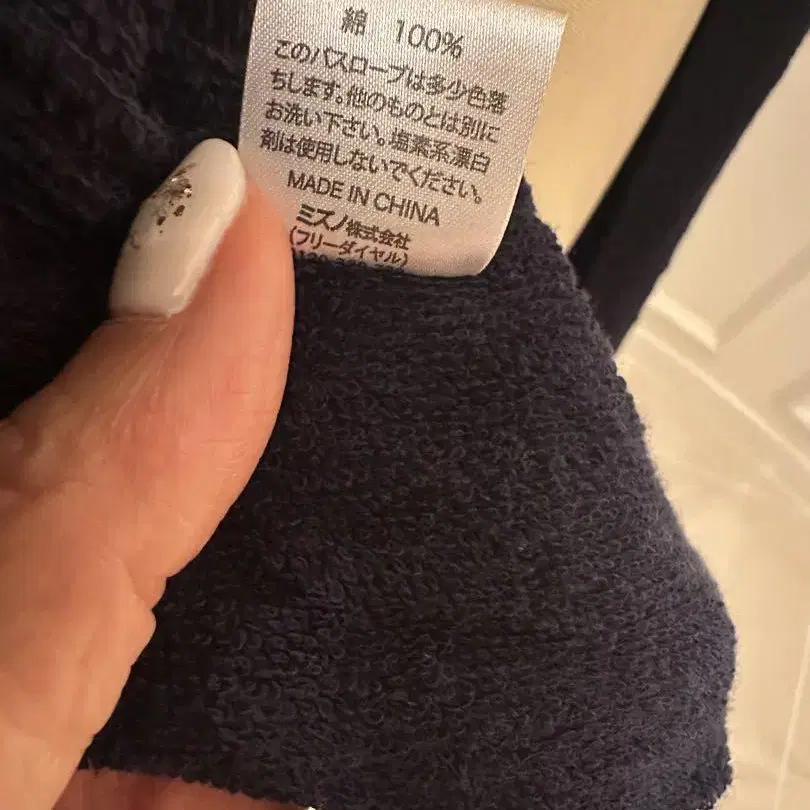 綿 100%
このバスローブは多少色落
ちします。他のものとは別に
お洗い下さい。塩素系漂白
剤は使用しないでください。
MADE IN CHINA
ミズノ株式会社
(フリーダイヤル)